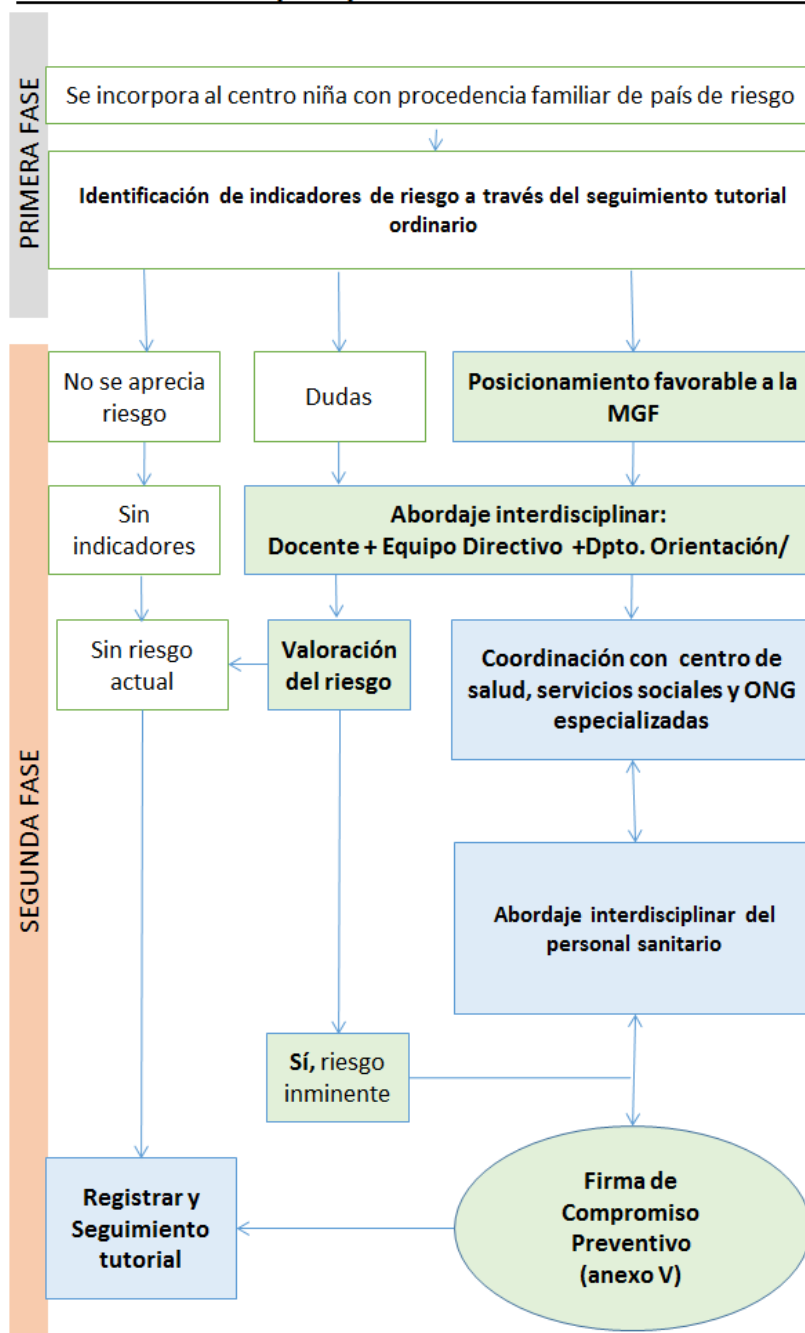 PRIMERA FASE
Se incorpora al centro niña con procedencia familiar de país de riesgo
Identificación de indicadores de riesgo a través del seguimiento tutorial
ordinario
SEGUNDA FASE
No se aprecia
riesgo
Dudas
Posicionamiento favorable a la
MGF
Sin
indicadores
Abordaje interdisciplinar:
Docente + Equipo Directivo +Dpto. Orientación/
Sin riesgo
actual
Valoración
del riesgo
Coordinación con centro de
salud, servicios sociales y ONG
especializadas
Abordaje interdisciplinar del
personal sanitario
Sí, riesgo
inminente
Registrar y
Seguimiento
tutorial
Firma de
Compromiso
Preventivo
(anexo V)